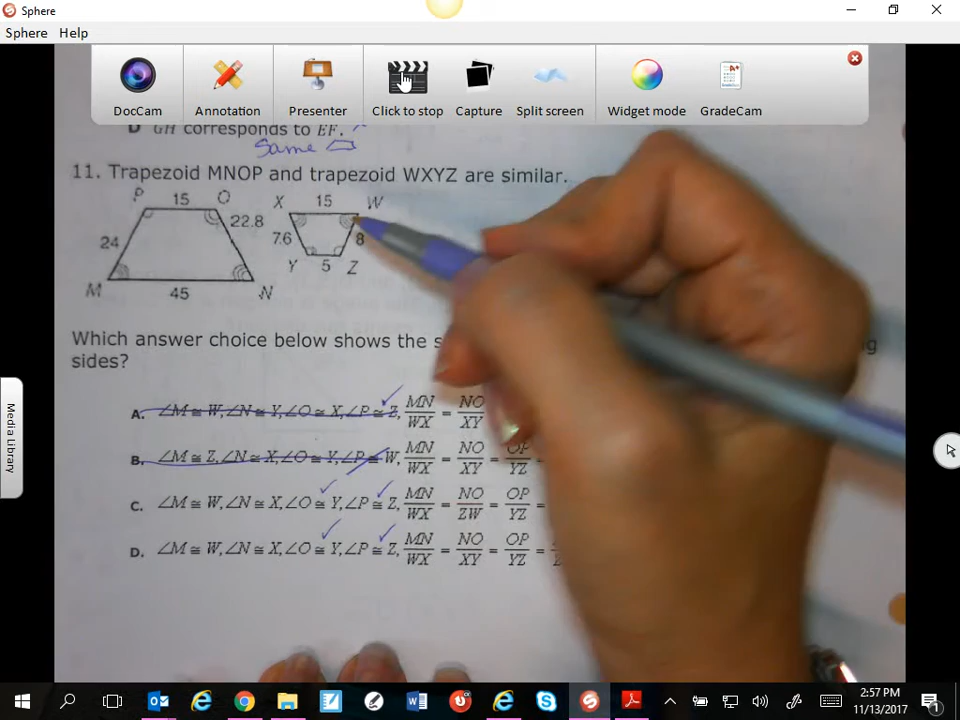 Sphere
Sphere Help
DocCam Annotation Presenter Click to stop Capture Split screen Widget mode GradeCam
D GH corresponds to EF.
Same
11. Trapezoid MNOP and trapezoid WXYZ are similar.
P 15 O X 15 W
24 22.8 7.6 8
Y 5 Z
M 45 N
Which answer choice below shows the
sides?
A. ∠M ≅ W,∠N ≅ Y,∠O ≅ X,∠P ≅ Z, MN/WX = NO/XY
B. ∠M ≅ Z,∠N ≅ X,∠O ≅ Y,∠P ≅ W, MN/WX = NO/XY = OP/YZ
C. ∠M ≅ W,∠N ≅ X,∠O ≅ Y,∠P ≅ Z, MN/WX = NO/ZW = OP/YZ =
D. ∠M ≅ W,∠N ≅ X,∠O ≅ Y,∠P ≅ Z, MN/WX = NO/XY = OP/YZ =
Media Library
2:57 PM
11/13/2017